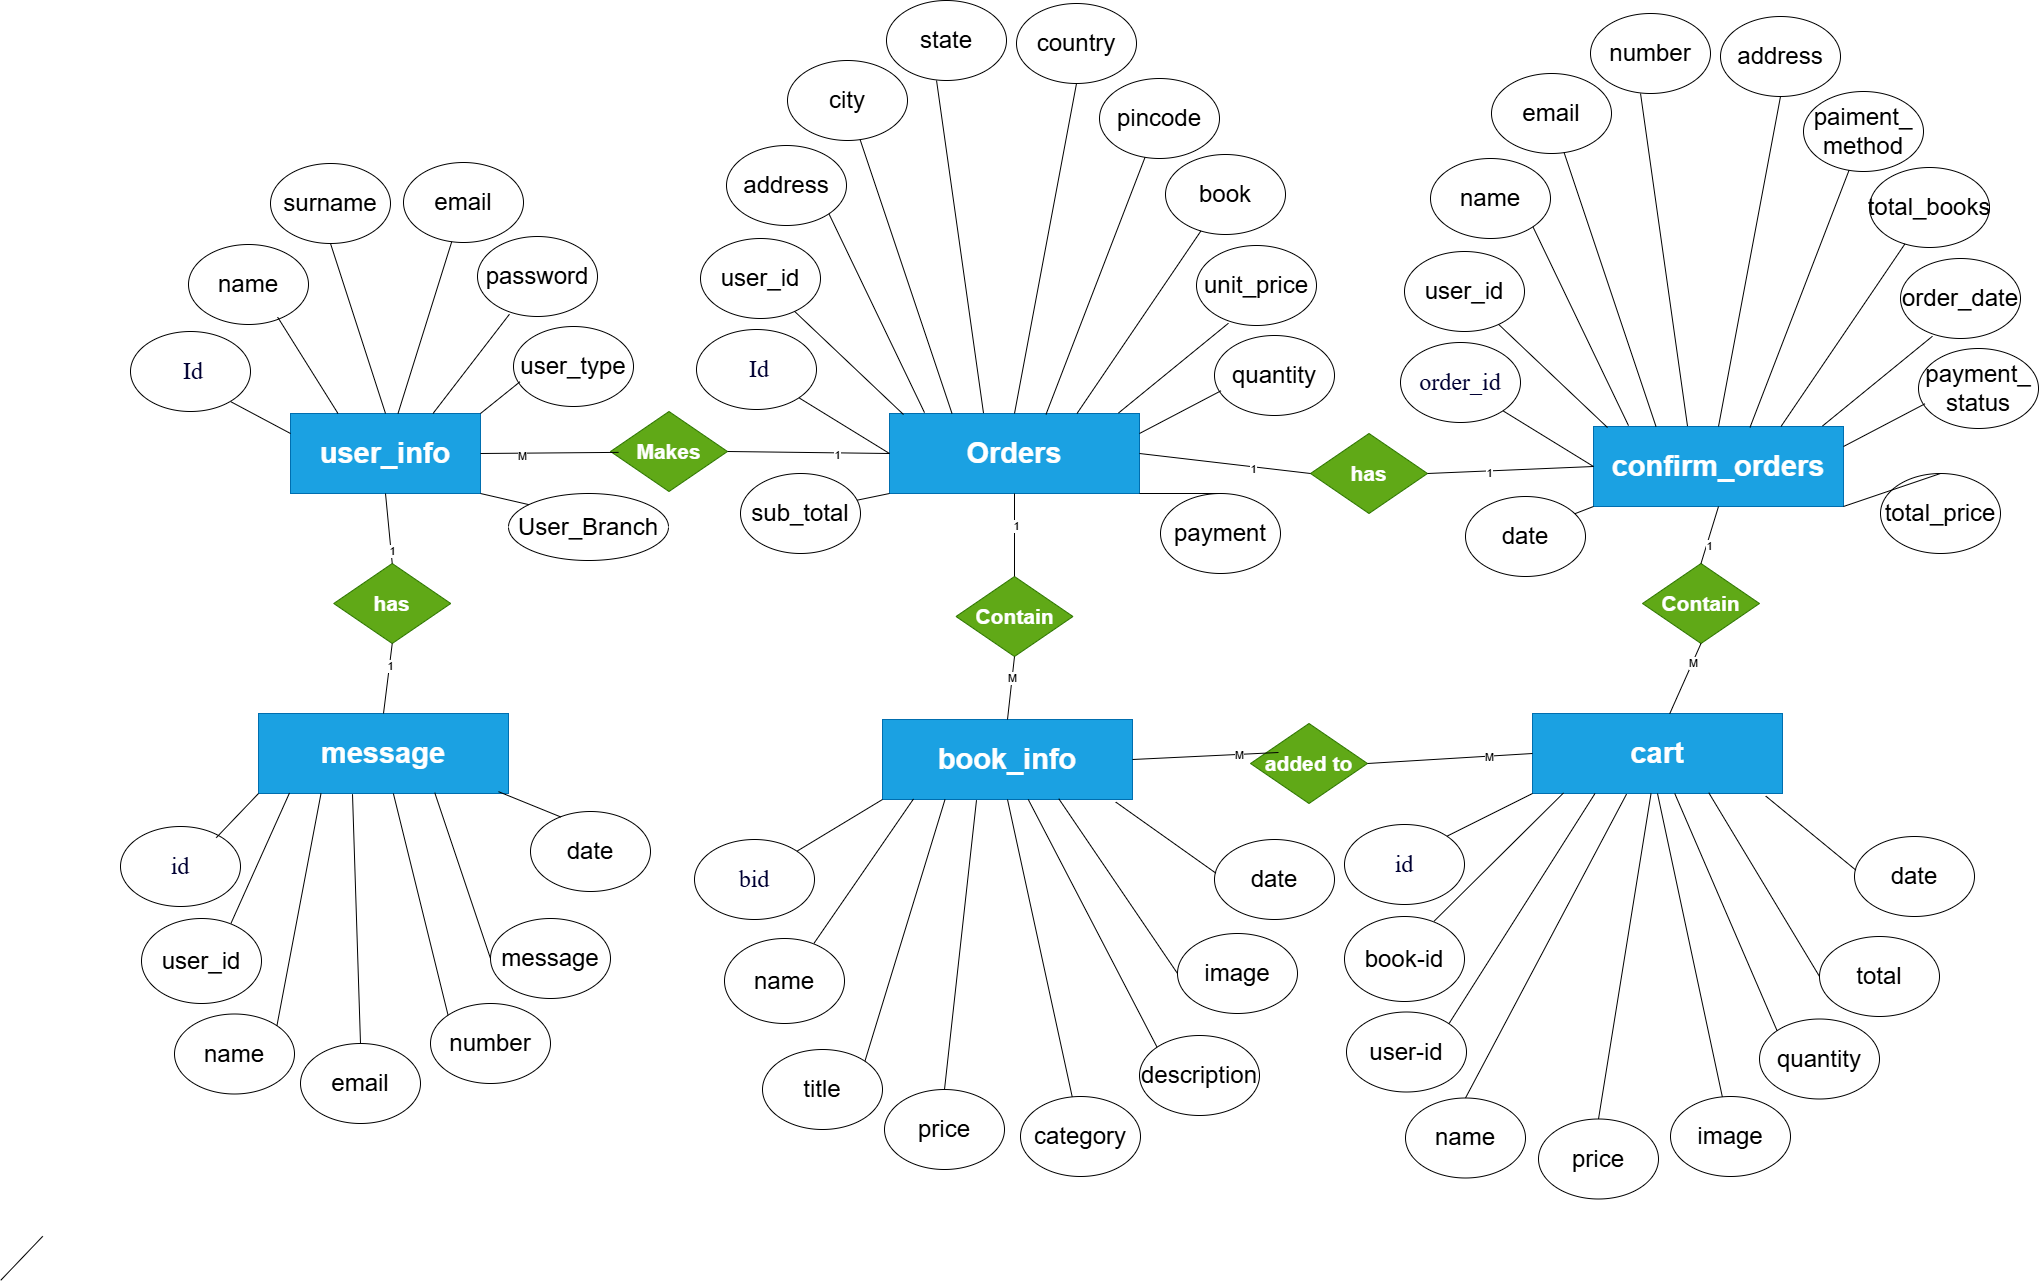 state
country
number
address
city
email
pincode
paiment_
method
address
name
book
total_books
surname
email
name
user_id
password
user_id
unit_price
order_date
Id
user_type
Id
quantity
order_id
payment_
status
user_info
M
Makes
1
Orders
1
has
1
confirm_orders
User_Branch
sub_total
payment
date
total_price
1
1
1
has
Contain
Contain
1
M
M
message
book_info
M
added to
M
cart
id
date
bid
date
id
date
user_id
message
name
image
book-id
total
name
email
number
title
description
user-id
quantity
price
category
name
price
image